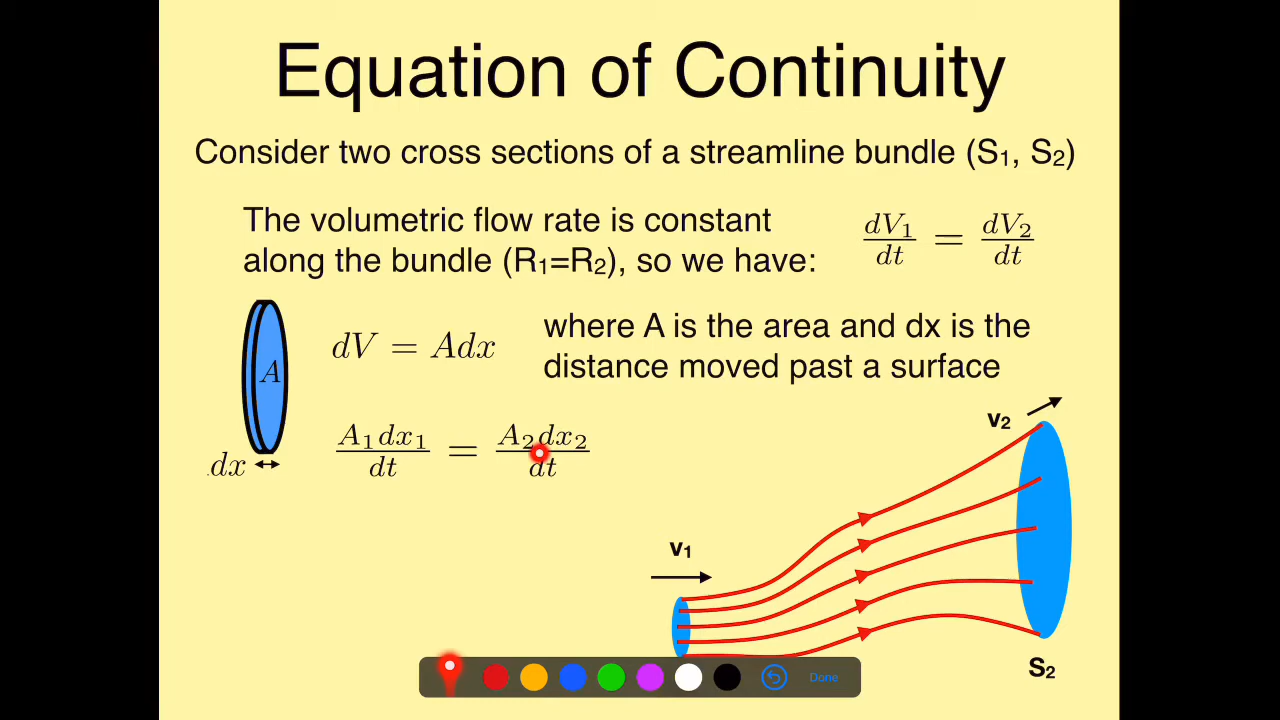 Equation of Continuity
Consider two cross sections of a streamline bundle (S₁, S₂)
The volumetric flow rate is constant
along the bundle (R₁=R₂), so we have:
dV₁/dt = dV₂/dt
A
dV = Adx
where A is the area and dx is the
distance moved past a surface
dx
A₁dx₁/dt = A₂dx₂/dt
v₂
v₁
S₂
Done